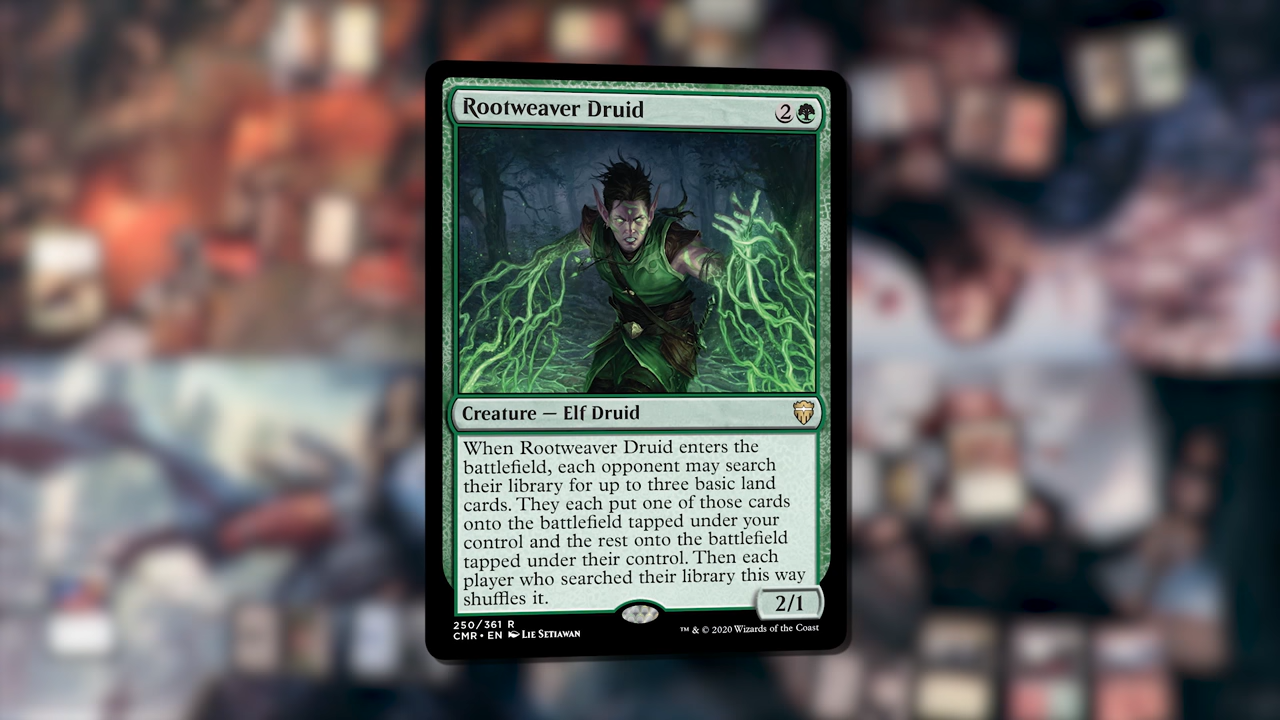 Rootweaver Druid 2
Creature — Elf Druid
When Rootweaver Druid enters the
battlefield, each opponent may search
their library for up to three basic land
cards. They each put one of those cards
onto the battlefield tapped under your
control and the rest onto the battlefield
tapped under their control. Then each
player who searched their library this way
shuffles it.
2/1
250/361 R
CMR • EN Lie Setiawan
™ & © 2020 Wizards of the Coast